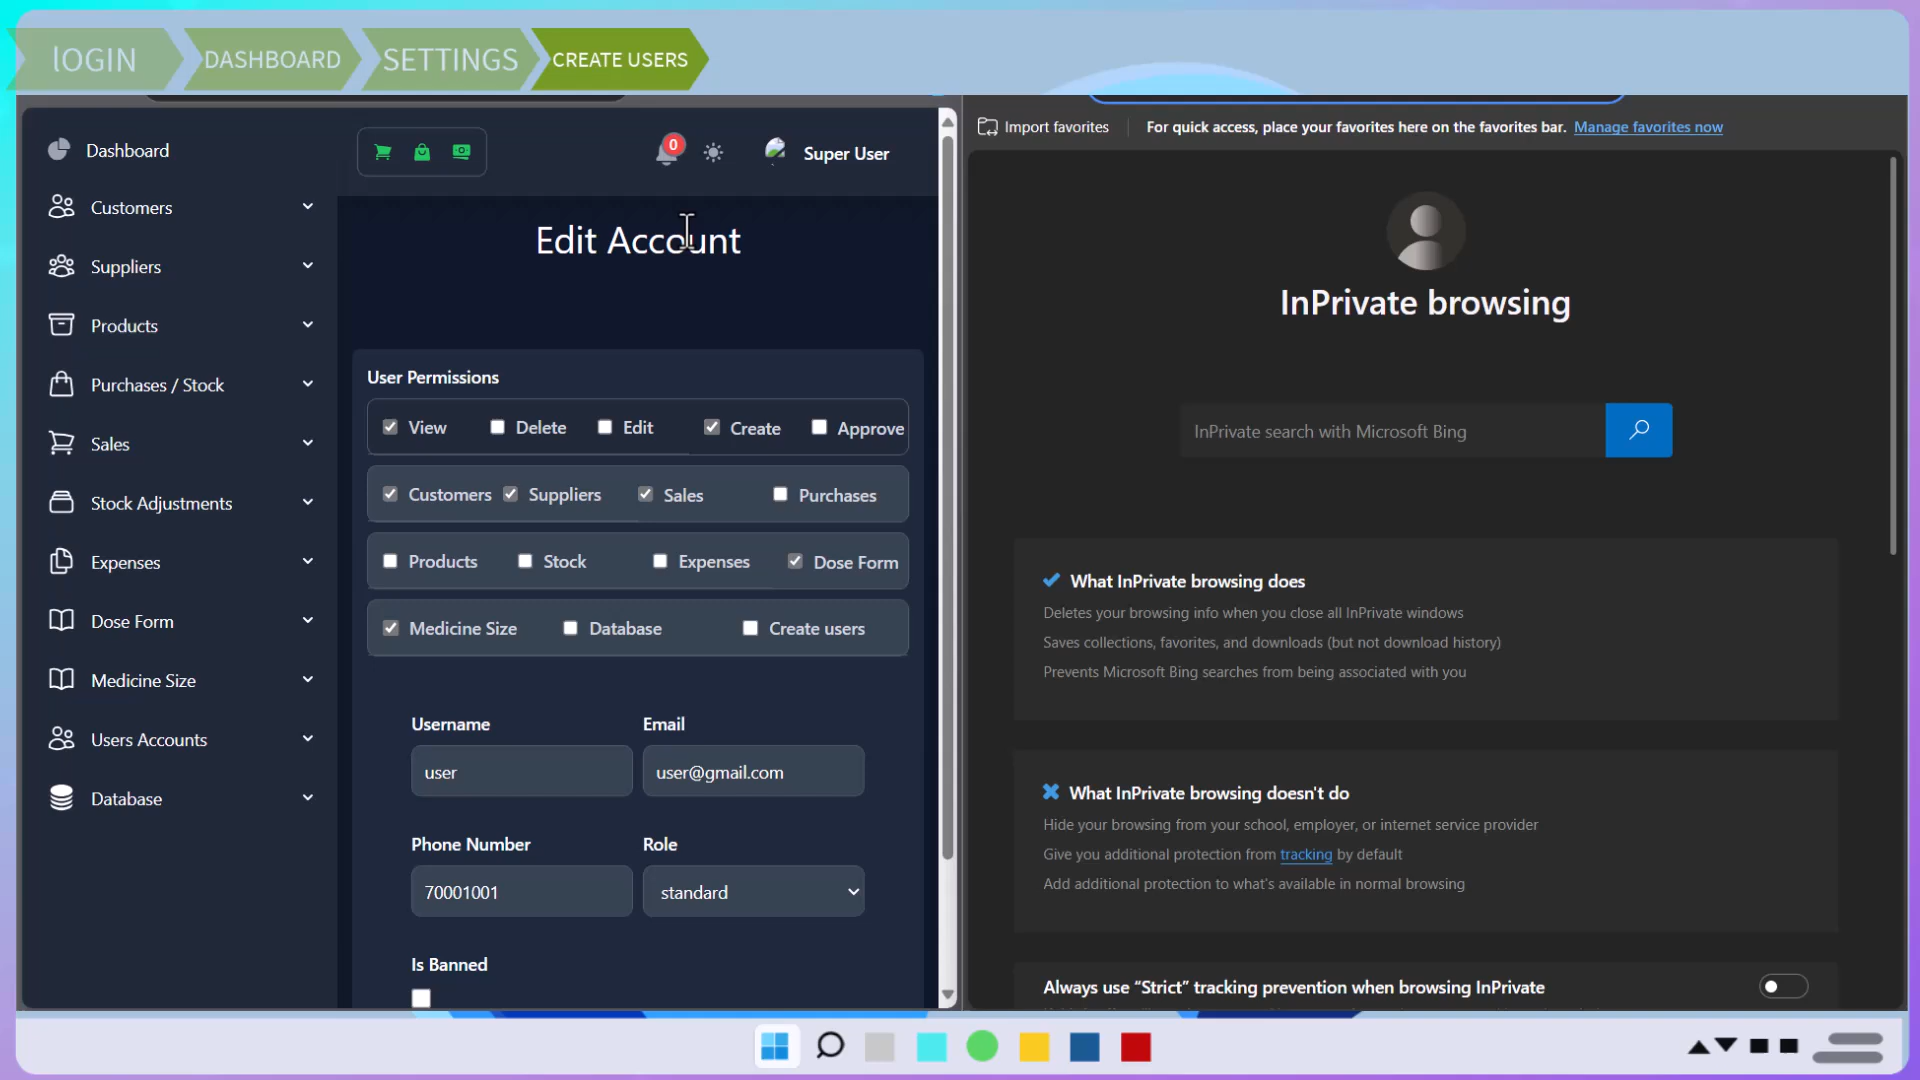 lOGIN
DASHBOARD
SETTINGS
CREATE USERS
Dashboard
Customers
Suppliers
Products
Purchases / Stock
Sales
Stock Adjustments
Expenses
Dose Form
Medicine Size
Users Accounts
Database
0
Super User
Edit Account
User Permissions
View Delete Edit Create Approve
Customers Suppliers Sales Purchases
Products Stock Expenses Dose Form
Medicine Size Database Create users
Username Email
user user@gmail.com
Phone Number Role
70001001 standard
Is Banned
Import favorites For quick access, place your favorites here on the favorites bar. Manage favorites now
InPrivate browsing
InPrivate search with Microsoft Bing
What InPrivate browsing does
Deletes your browsing info when you close all InPrivate windows
Saves collections, favorites, and downloads (but not download history)
Prevents Microsoft Bing searches from being associated with you
What InPrivate browsing doesn't do
Hide your browsing from your school, employer, or internet service provider
Give you additional protection from tracking by default
Add additional protection to what's available in normal browsing
Always use “Strict” tracking prevention when browsing InPrivate